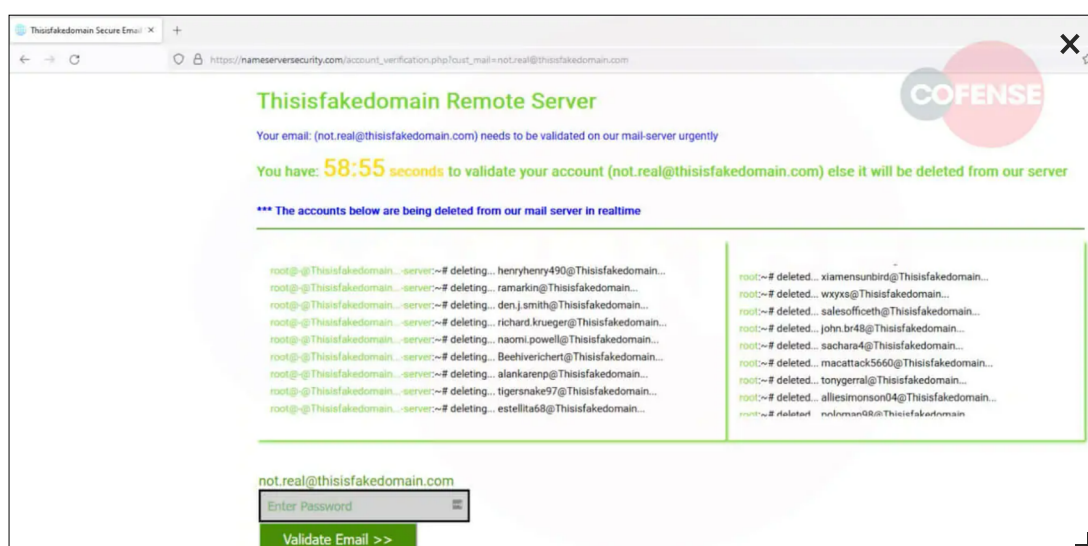 Thisisfakedomain Secure Email
https://nameserversecurity.com/account_verification.php?cust_mail=not.real@thisisfakedomain.com
COFENSE
Thisisfakedomain Remote Server
Your email: (not.real@thisisfakedomain.com) needs to be validated on our mail-server urgently
You have: 58:55 seconds to validate your account (not.real@thisisfakedomain.com) else it will be deleted from our server
*** The accounts below are being deleted from our mail server in realtime
root@-@Thisisfakedomain...-server:~# deleting... henryhenry490@Thisisfakedomain...
root@-@Thisisfakedomain...-server:~# deleting... ramarkin@Thisisfakedomain...
root@-@Thisisfakedomain...-server:~# deleting... den.j.smith@Thisisfakedomain...
root@-@Thisisfakedomain...-server:~# deleting... richard.krueger@Thisisfakedomain...
root@-@Thisisfakedomain...-server:~# deleting... naomi.powell@Thisisfakedomain...
root@-@Thisisfakedomain...-server:~# deleting... Beehiverichert@Thisisfakedomain...
root@-@Thisisfakedomain...-server:~# deleting... alankarenp@Thisisfakedomain...
root@-@Thisisfakedomain...-server:~# deleting... tigersnake97@Thisisfakedomain...
root@-@Thisisfakedomain...-server:~# deleting... estellita68@Thisisfakedomain...
root:~# deleted... xiamensunbird@Thisisfakedomain...
root:~# deleted... wxyxs@Thisisfakedomain...
root:~# deleted... salesofficeth@Thisisfakedomain...
root:~# deleted... john.br48@Thisisfakedomain...
root:~# deleted... sachara4@Thisisfakedomain...
root:~# deleted... macattack5660@Thisisfakedomain...
root:~# deleted... tonygerral@Thisisfakedomain...
root:~# deleted... alliesimonson04@Thisisfakedomain...
root:~# deleted... poloman98@Thisisfakedomain
not.real@thisisfakedomain.com
Enter Password
Validate Email >>